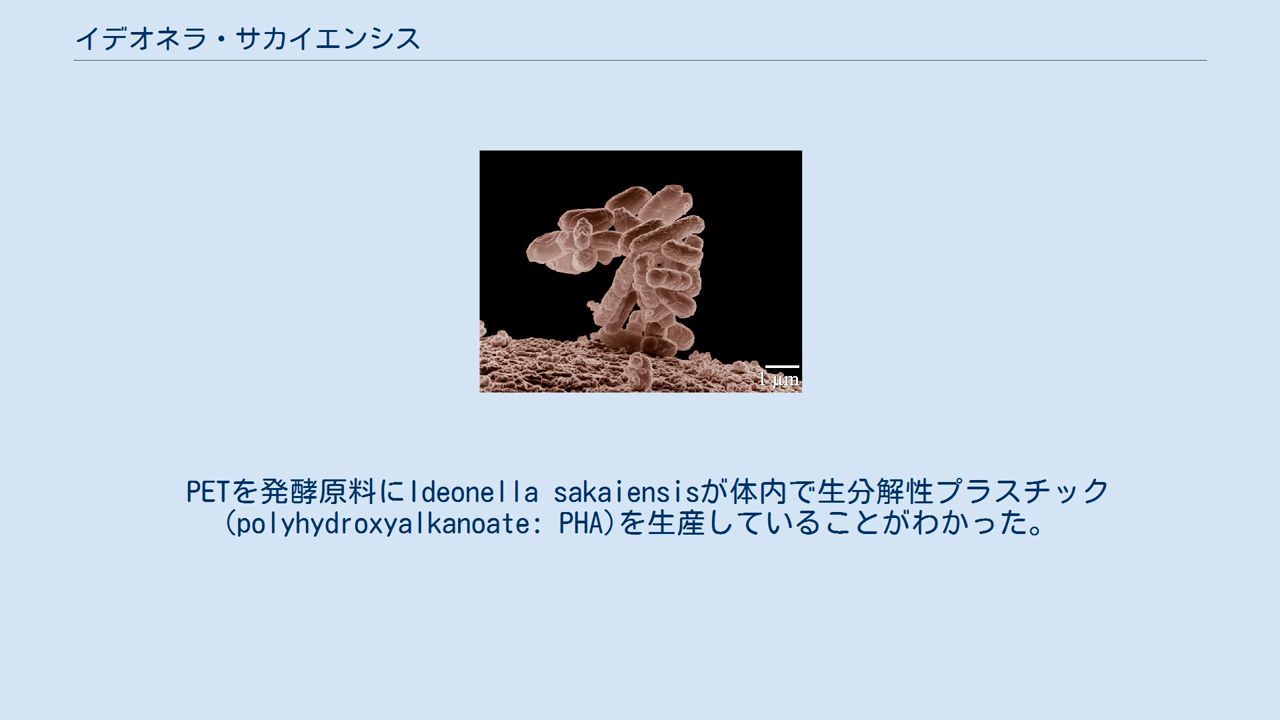 イデオネラ・サカイエンシス
1 μm
PETを発酵原料にIdeonella sakaiensisが体内で生分解性プラスチック
(polyhydroxyalkanoate: PHA)を生産していることがわかった。